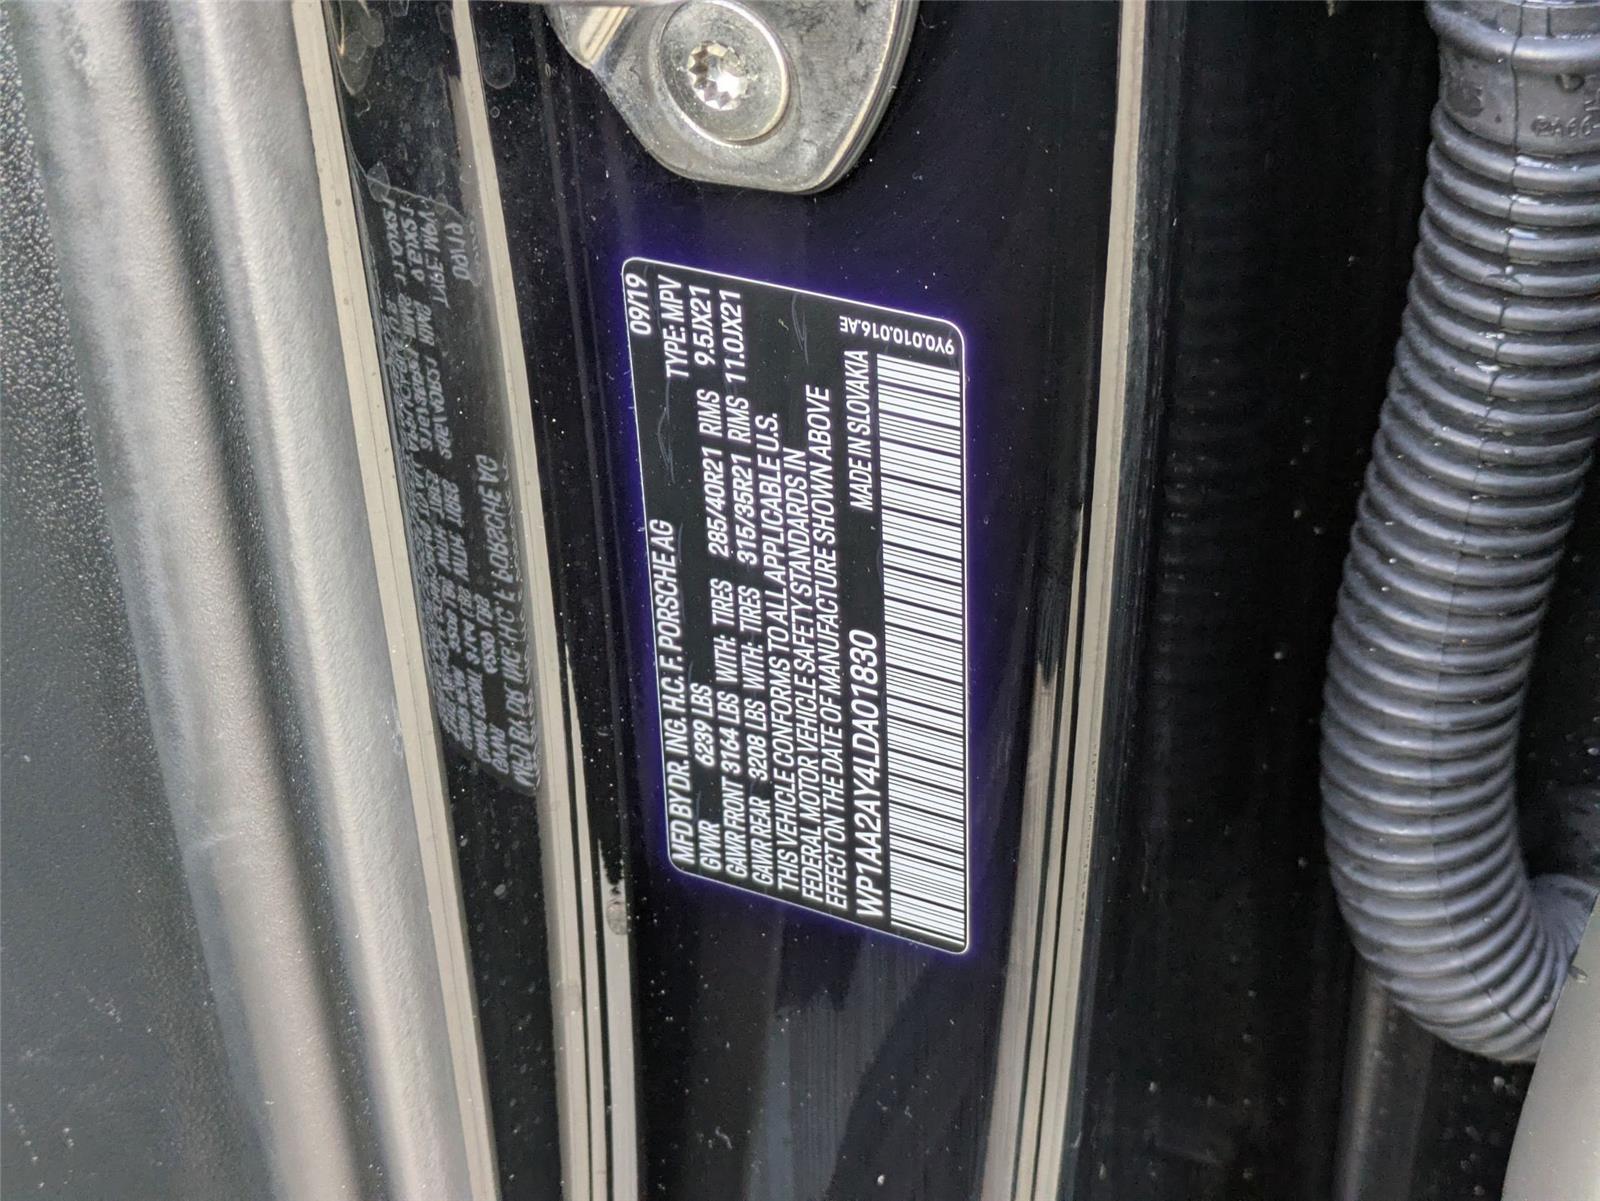 MFD BY DR. ING. H.C. F. PORSCHE AG 09/19
GVWR 6239 LBS TYPE: MPV
GAWR FRONT 3164 LBS WITH: TIRES 285/40R21 RIMS 9.5JX21
GAWR REAR 3208 LBS WITH: TIRES 315/35R21 RIMS 11.0JX21
THIS VEHICLE CONFORMS TO ALL APPLICABLE U.S.
FEDERAL MOTOR VEHICLE SAFETY STANDARDS IN
EFFECT ON THE DATE OF MANUFACTURE SHOWN ABOVE
WP1AA2AY4LDA01830 MADE IN SLOVAKIA
9Y0.010.016.AE